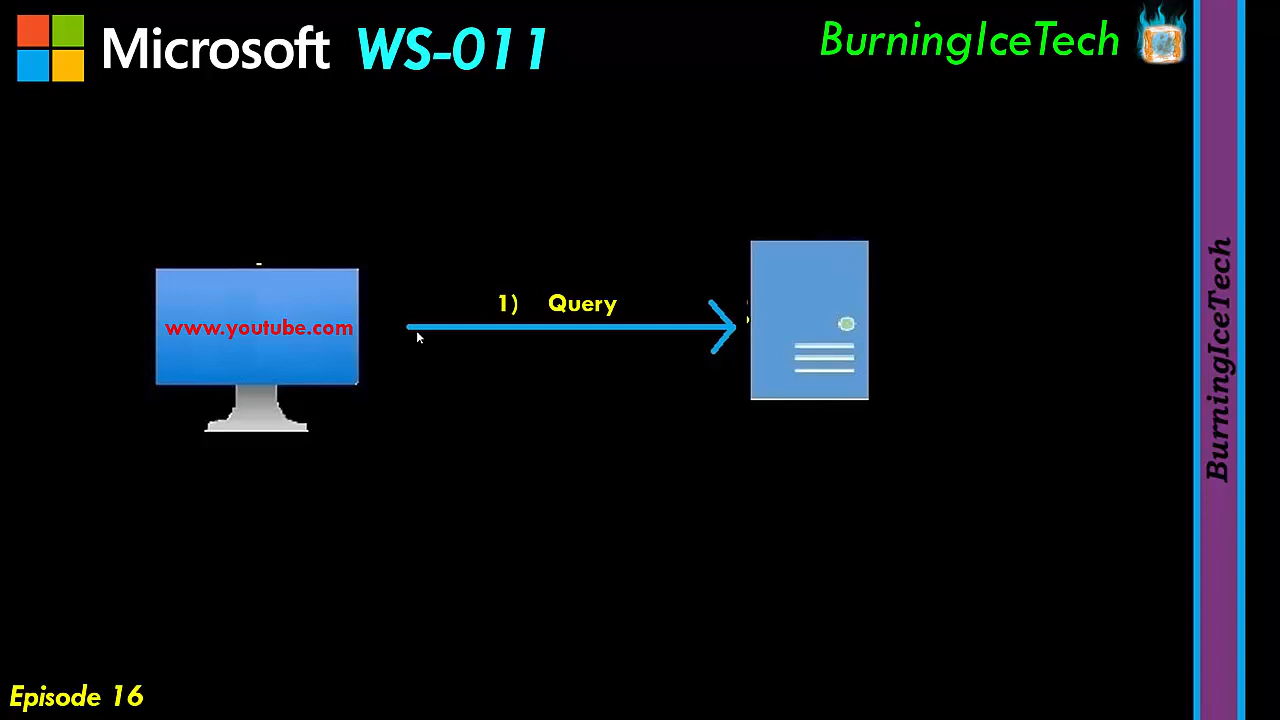 Microsoft WS-011
BurningIceTech
1) Query
www.youtube.com
BurningIceTech
Episode 16